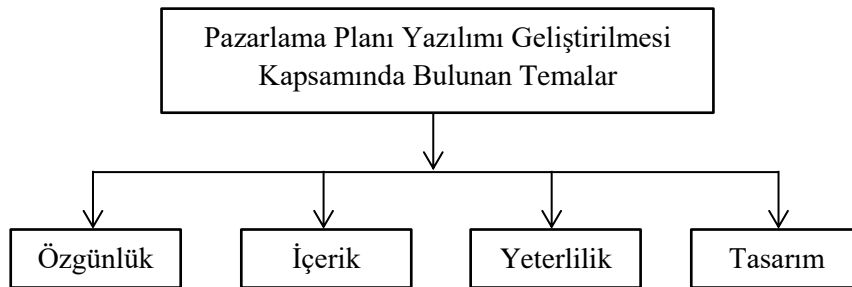 Pazarlama Planı Yazılımı Geliştirilmesi
Kapsamında Bulunan Temalar
Özgünlük
İçerik
Yeterlilik
Tasarım